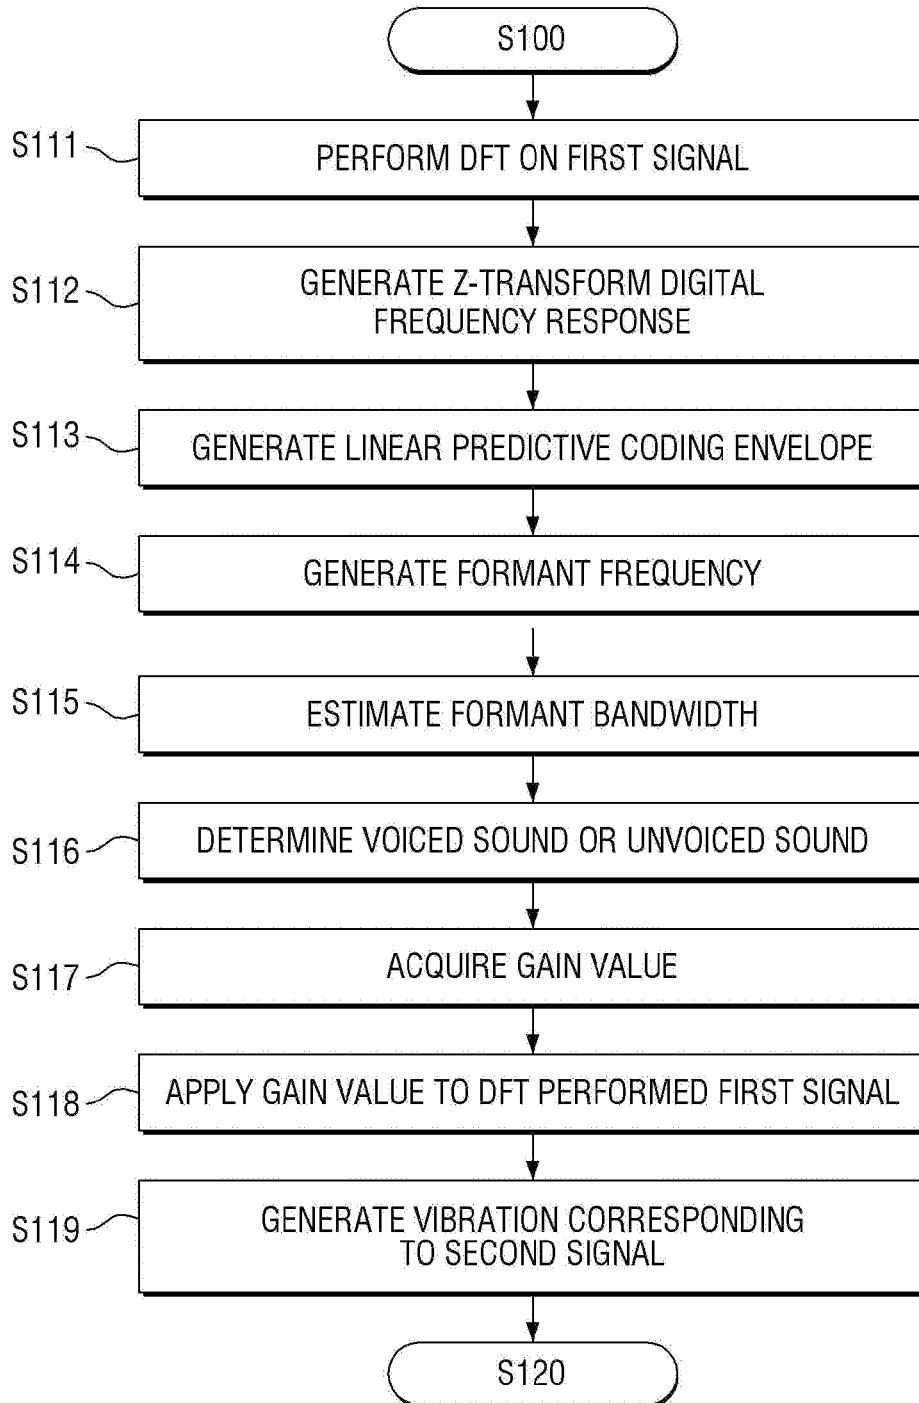 S100
S111
PERFORM DFT ON FIRST SIGNAL
S112
GENERATE Z-TRANSFORM DIGITAL
FREQUENCY RESPONSE
S113
GENERATE LINEAR PREDICTIVE CODING ENVELOPE
S114
GENERATE FORMANT FREQUENCY
S115
ESTIMATE FORMANT BANDWIDTH
S116
DETERMINE VOICED SOUND OR UNVOICED SOUND
S117
ACQUIRE GAIN VALUE
S118
APPLY GAIN VALUE TO DFT PERFORMED FIRST SIGNAL
S119
GENERATE VIBRATION CORRESPONDING
TO SECOND SIGNAL
S120